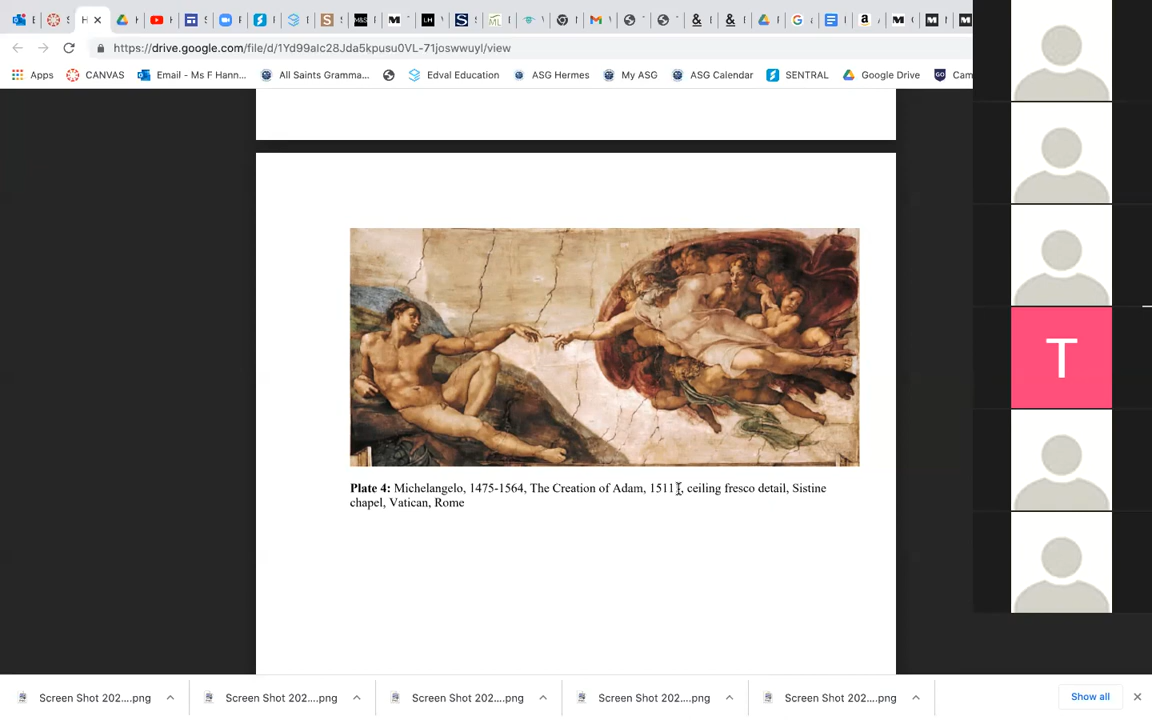 https://drive.google.com/file/d/1Yd99alc28Jda5kpusu0VL-71joswwuyl/view
Apps CANVAS Email - Ms F Hann... All Saints Gramma... Edval Education ASG Hermes My ASG ASG Calendar SENTRAL Google Drive Cam
T
Plate 4: Michelangelo, 1475-1564, The Creation of Adam, 1511 , ceiling fresco detail, Sistine
chapel, Vatican, Rome
Screen Shot 202....png Screen Shot 202....png Screen Shot 202....png Screen Shot 202....png Screen Shot 202....png Show all